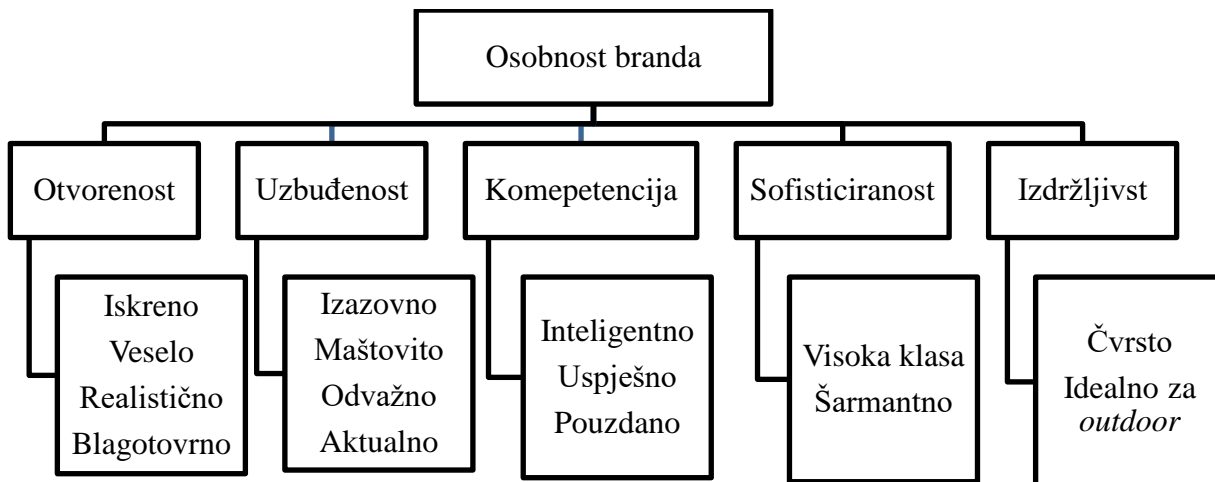 Osobnost branda
Otvorenost
Uzbuđenost
Komepetencija
Sofisticiranost
Izdržljivst
Iskreno
Veselo
Realistično
Blagotovrno
Izazovno
Maštovito
Odvažno
Aktualno
Inteligentno
Uspješno
Pouzdano
Visoka klasa
Šarmantno
Čvrsto
Idealno za
outdoor